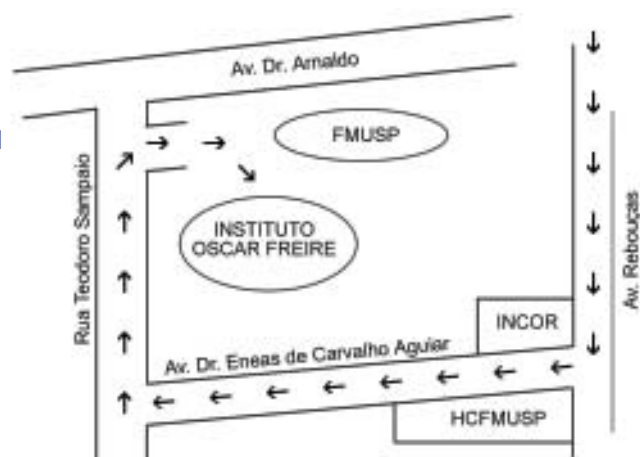 Av. Dr. Arnaldo
FMUSP
Rua Teodoro Sampaio
INSTITUTO
OSCAR FREIRE
Av. Rebouças
INCOR
Av. Dr. Eneas de Carvalho Aguiar
HCFMUSP